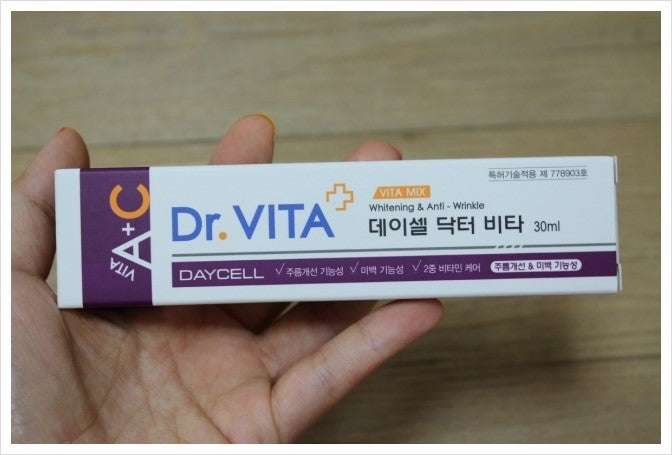 VITA A+C
특허기술적용 제 778903호
VITA MIX
Whitening & Anti - Wrinkle
Dr. VITA
데이셀 닥터 비타 30ml
DAYCELL ✓주름개선 기능성 ✓미백 기능성 ✓2중 비타민 케어 주름개선 & 미백 기능성